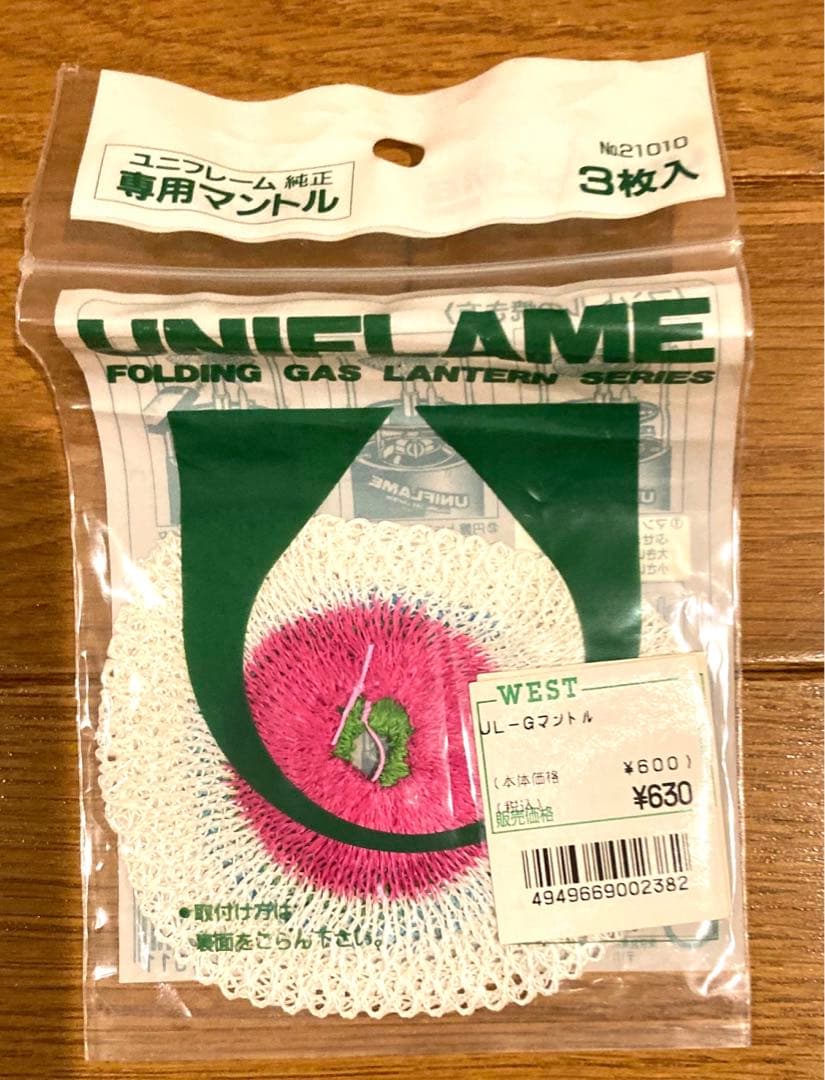 ユニフレーム 純正
専用マントル
No.21010
3枚入
UNIFLAME
FOLDING GAS LANTERN SERIES
UNIFLAME
WEST
UL-Gマントル
(本体価格 ¥600)
(税込)
販売価格 ¥630
4949669002382
●取付け方は
裏面をごらん下さい。